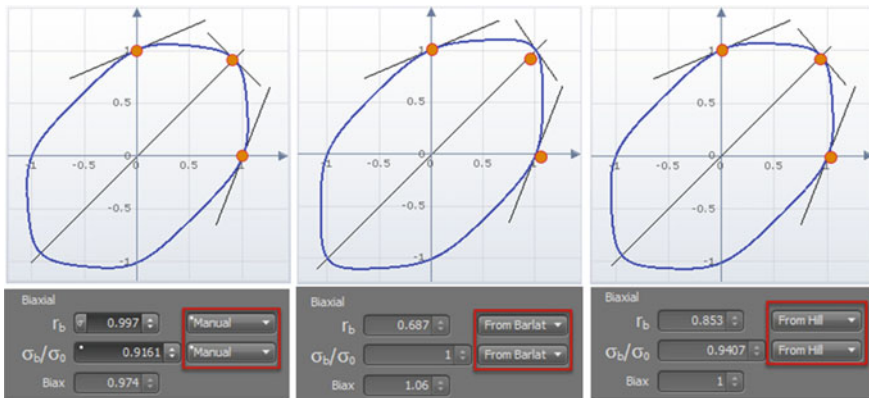 1
0.5
-1
-0.5
0
0.5
1
-0.5
-1
1
0.5
-1
-0.5
0
0.5
1
-0.5
-1
1
0.5
-1
-0.5
0
0.5
1
-0.5
-1
Biaxial
rb 0.997 *Manual
σb/σ0 * 0.9161 *Manual
Biax 0.974
Biaxial
rb 0.687 From Barlat
σb/σ0 1 From Barlat
Biax 1.06
Biaxial
rb 0.853 From Hill
σb/σ0 0.9407 From Hill
Biax 1